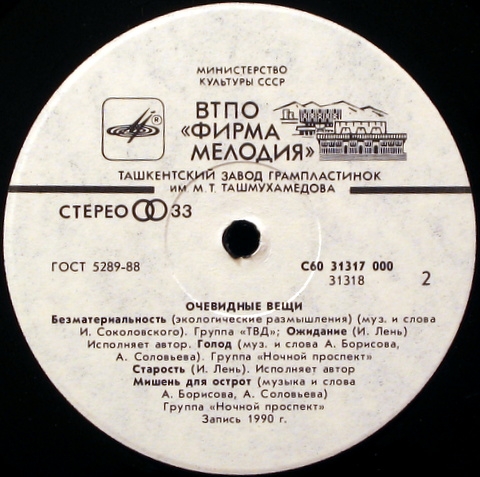 МИНИСТЕРСТВО
КУЛЬТУРЫ СССР
ВТПО
«ФИРМА
МЕЛОДИЯ»
ТАШКЕНТСКИЙ ЗАВОД ГРАМПЛАСТИНОК
ИМ. М. Т. ТАШМУХАМЕДОВА
СТЕРЕО 33
ГОСТ 5289-88
С60 31317 000
31318
2
ОЧЕВИДНЫЕ ВЕЩИ
Безматериальность (экологические размышления) (муз. и слова
И. Соколовского). Группа «ТВД»; Ожидание (И. Лень)
Исполняет автор. Голод (муз. и слова А. Борисова,
А. Соловьева). Группа «Ночной проспект»
Старость (И. Лень). Исполняет автор
Мишень для острот (музыка и слова
А. Борисова, А. Соловьева)
Группа «Ночной проспект»
Запись 1990 г.